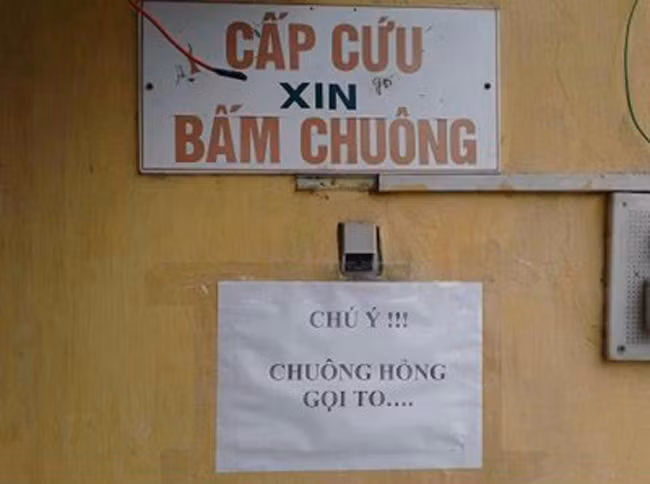 CẤP CỨU
XIN
BẤM CHUÔNG
CHÚ Ý !!!
CHUÔNG HỎNG
GỌI TO....